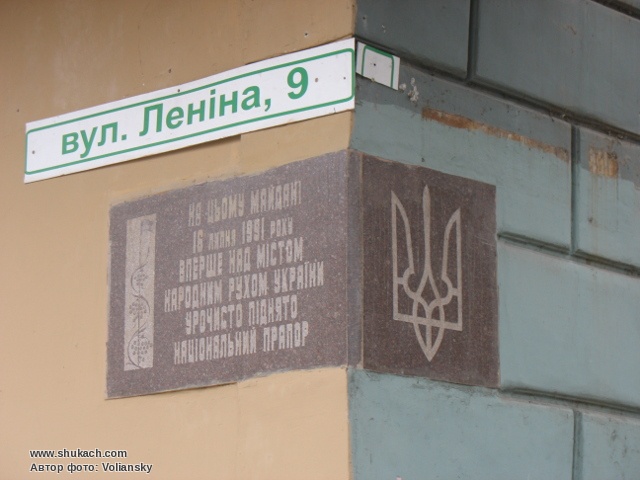 вул. Леніна, 9
НА ЦЬОМУ МАЙДАНІ
16 липня 1991 РОКУ
ВПЕРШЕ НАД МІСТОМ
НАРОДНИМ РУХОМ УКРАЇНИ
УРОЧИСТО ПІДНЯТО
НАЦІОНАЛЬНИЙ ПРАПОР
www.shukach.com
Автор фото: Voliansky